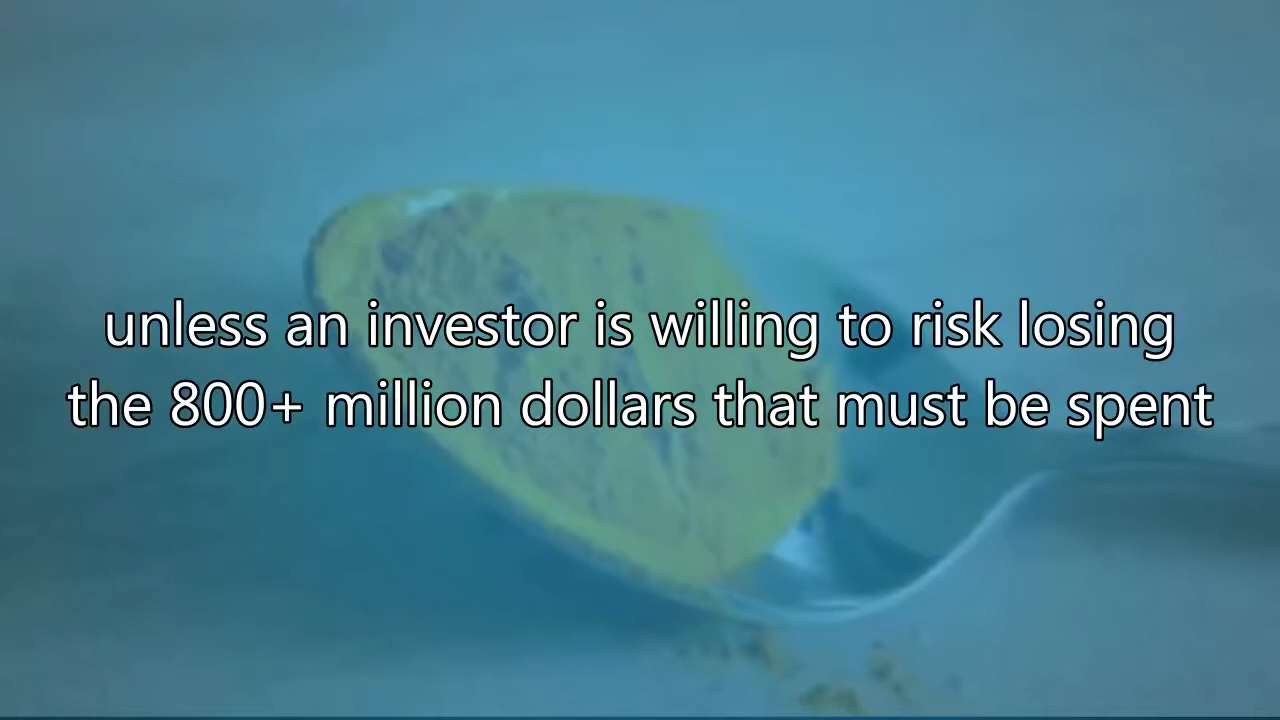 unless an investor is willing to risk losing
the 800+ million dollars that must be spent